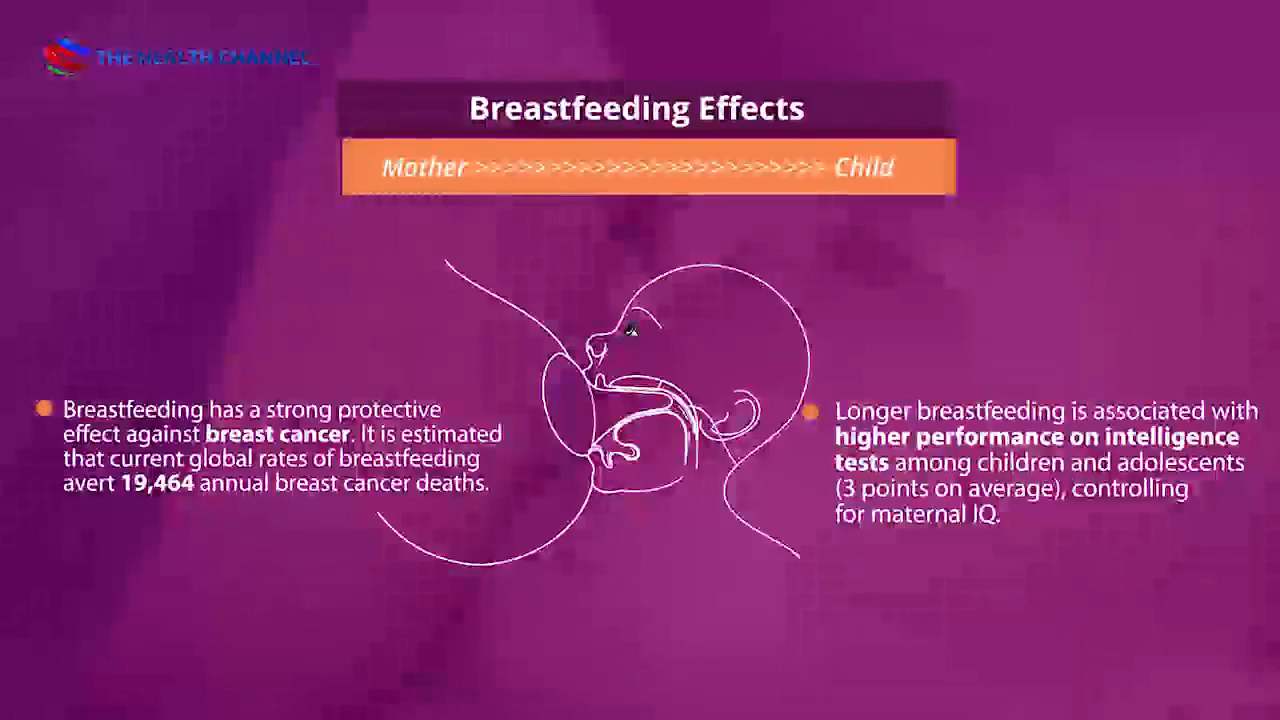 THE HEALTH CHANNEL
Breastfeeding Effects
Mother >>>>>>>>>>>>>>>>>>>>>>>> Child
Breastfeeding has a strong protective
effect against breast cancer. It is estimated
that current global rates of breastfeeding
avert 19,464 annual breast cancer deaths.
Longer breastfeeding is associated with
higher performance on intelligence
tests among children and adolescents
(3 points on average), controlling
for maternal IQ.